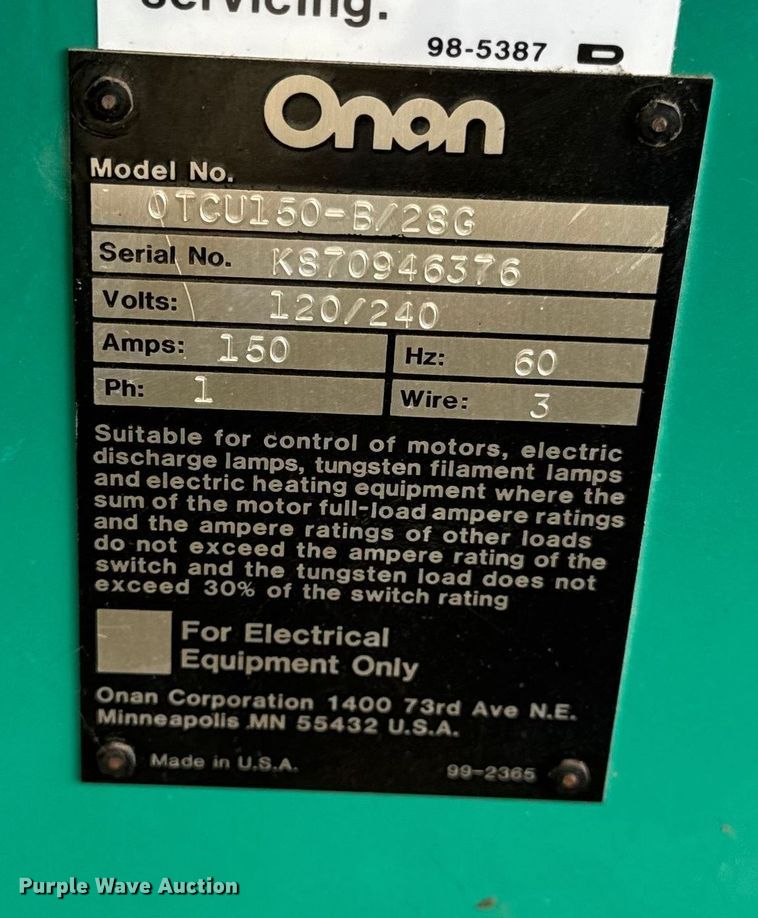 servicing.
98-5387 D
Onan
Model No.
OTCU150-B/28G
Serial No. K870946376
Volts: 120/240
Amps: 150 Hz: 60
Ph: 1 Wire: 3
Suitable for control of motors, electric
discharge lamps, tungsten filament lamps
and electric heating equipment where the
sum of the motor full-load ampere ratings
and the ampere ratings of other loads
do not exceed the ampere rating of the
switch and the tungsten load does not
exceed 30% of the switch rating
For Electrical
Equipment Only
Onan Corporation 1400 73rd Ave N.E.
Minneapolis MN 55432 U.S.A.
Made in U.S.A. 99-2365
Purple Wave Auction